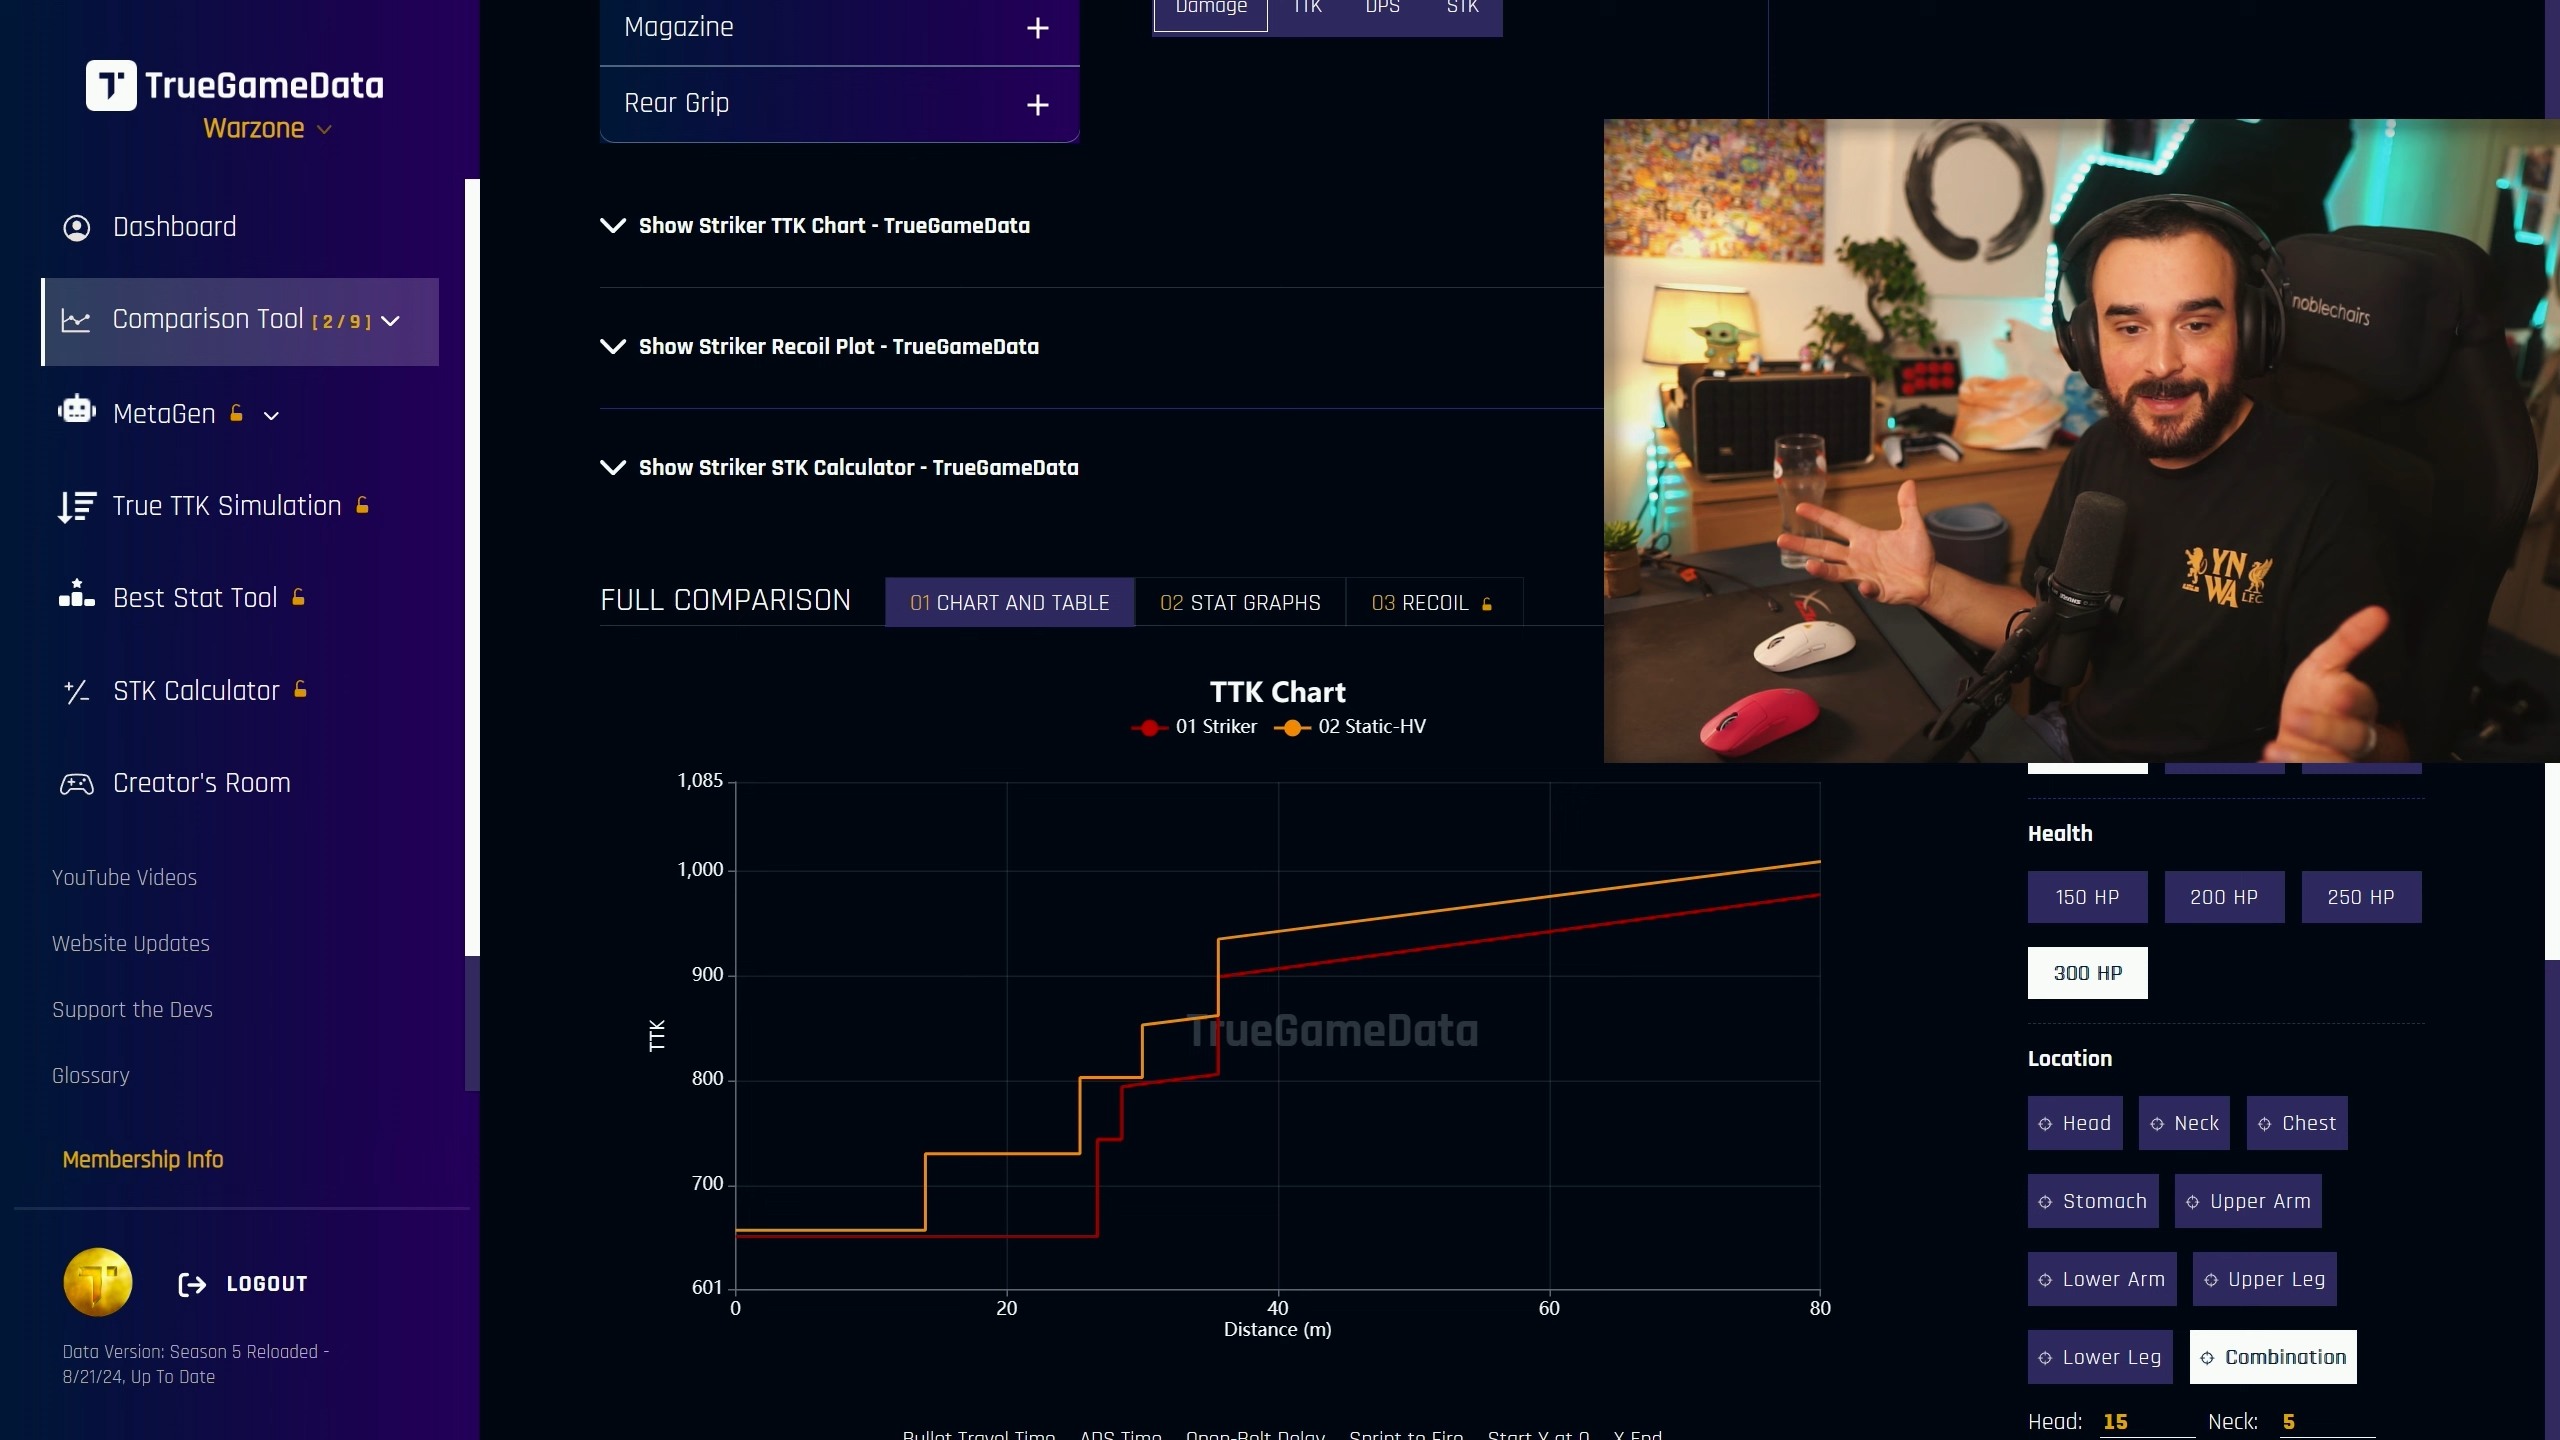 TrueGameData
Warzone
Dashboard
Comparison Tool [ 2 / 9 ]
MetaGen
True TTK Simulation
Best Stat Tool
STK Calculator
Creator's Room
YouTube Videos
Website Updates
Support the Devs
Glossary
Membership Info
LOGOUT
Data Version: Season 5 Reloaded -
8/21/24, Up To Date
Magazine
Rear Grip
Damage TTK DPS STK
Show Striker TTK Chart - TrueGameData
Show Striker Recoil Plot - TrueGameData
Show Striker STK Calculator - TrueGameData
FULL COMPARISON 01 CHART AND TABLE 02 STAT GRAPHS 03 RECOIL
TTK Chart
01 Striker 02 Static-HV
1,085
1,000
900
800
700
601
TTK
TrueGameData
0 20 40 60 80
Distance (m)
Bullet Travel Time ADS Time Open-Bolt Delay Sprint to Fire Start Y at 0 X End
noblechairs
YN
WA
LFC
SHURE
Health
150 HP 200 HP 250 HP
300 HP
Location
Head Neck Chest
Stomach Upper Arm
Lower Arm Upper Leg
Lower Leg Combination
Head: 15 Neck: 5